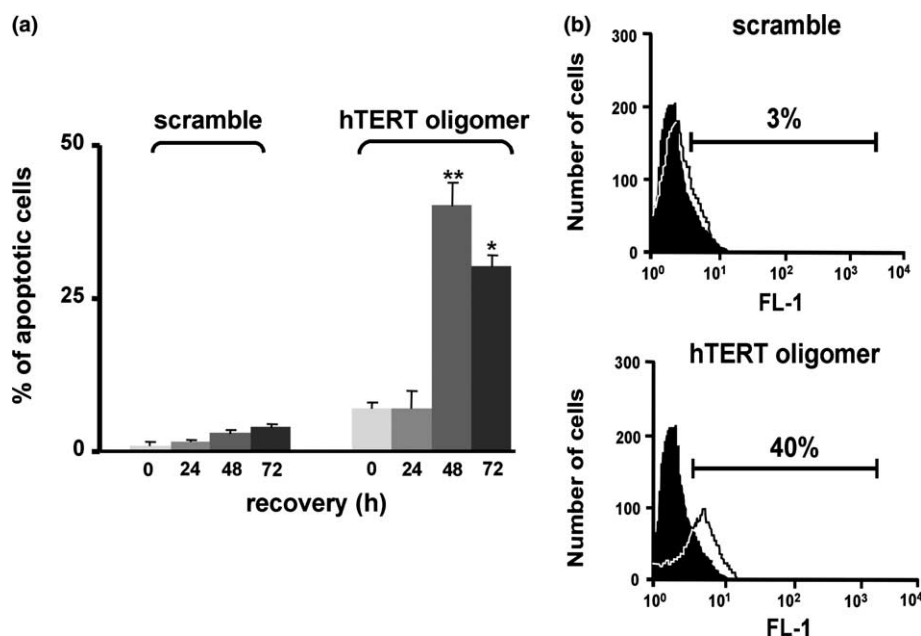 (a)
scramble
hTERT oligomer
50
25
0
**
*
0 24 48 72 0 24 48 72
% of apoptotic cells
recovery (h)
(b)
scramble
300
200
100
0
3%
10⁰ 10¹ 10² 10³ 10⁴
Number of cells
FL-1
hTERT oligomer
300
200
100
0
40%
10⁰ 10¹ 10² 10³ 10⁴
Number of cells
FL-1